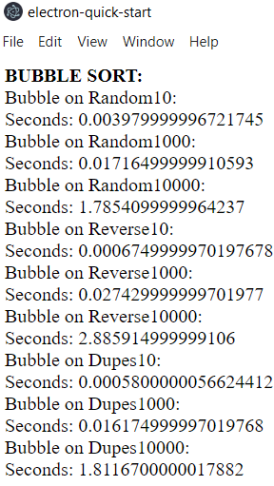 electron-quick-start
File Edit View Window Help
BUBBLE SORT:
Bubble on Random10:
Seconds: 0.003979999996721745
Bubble on Random1000:
Seconds: 0.01716499999910593
Bubble on Random10000:
Seconds: 1.7854099999964237
Bubble on Reverse10:
Seconds: 0.0006749999970197678
Bubble on Reverse1000:
Seconds: 0.027429999999701977
Bubble on Reverse10000:
Seconds: 2.885914999999106
Bubble on Dupes10:
Seconds: 0.0005800000056624412
Bubble on Dupes1000:
Seconds: 0.016174999997019768
Bubble on Dupes10000:
Seconds: 1.8116700000017882